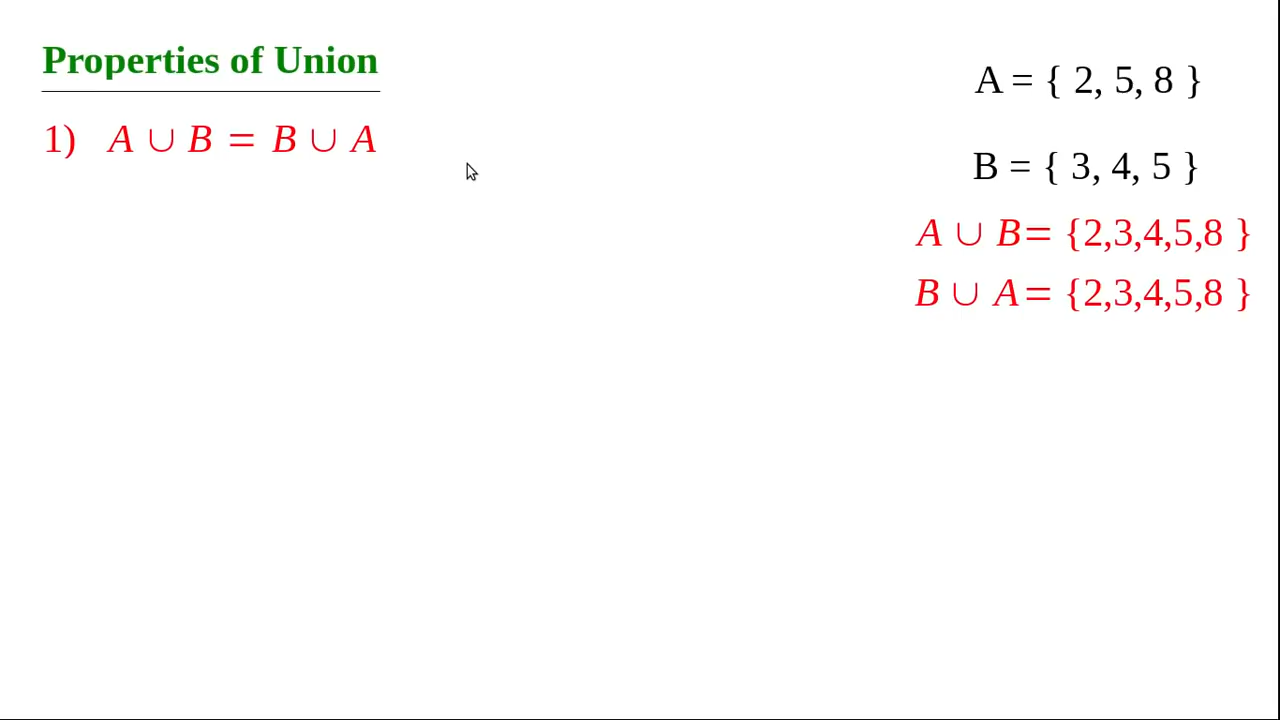 Properties of Union
1) A ∪ B = B ∪ A
A = { 2, 5, 8 }
B = { 3, 4, 5 }
A ∪ B= {2,3,4,5,8 }
B ∪ A= {2,3,4,5,8 }